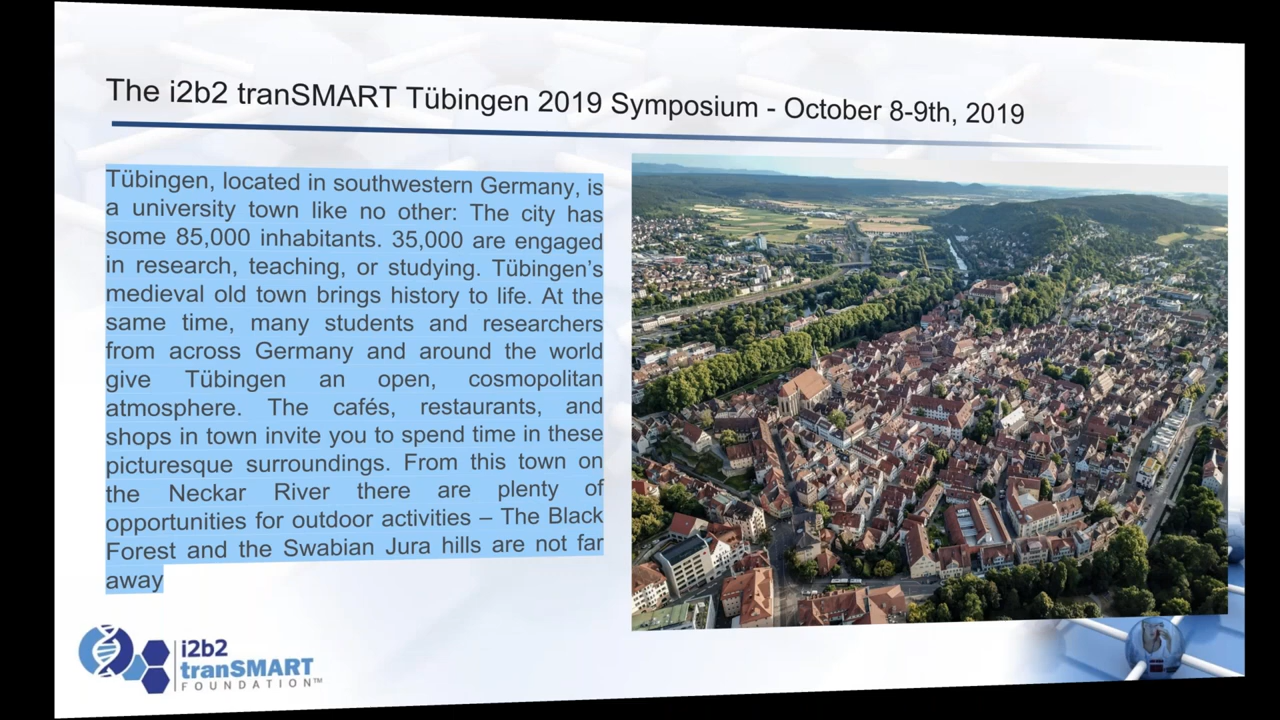 The i2b2 tranSMART Tübingen 2019 Symposium - October 8-9th, 2019
Tübingen, located in southwestern Germany, is
a university town like no other: The city has
some 85,000 inhabitants. 35,000 are engaged
in research, teaching, or studying. Tübingen’s
medieval old town brings history to life. At the
same time, many students and researchers
from across Germany and around the world
give Tübingen an open, cosmopolitan
atmosphere. The cafés, restaurants, and
shops in town invite you to spend time in these
picturesque surroundings. From this town on
the Neckar River there are plenty of
opportunities for outdoor activities – The Black
Forest and the Swabian Jura hills are not far
away
i2b2
tranSMART
FOUNDATION™